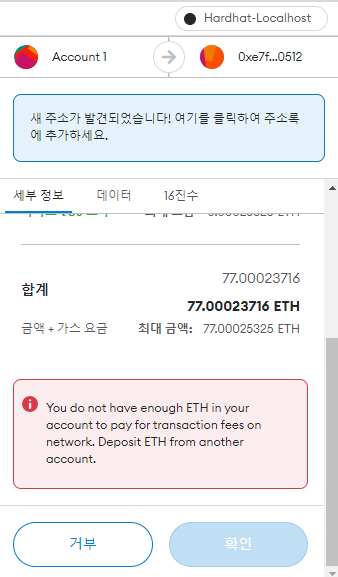 Hardhat-Localhost
Account 1
0xe7f...0512
새 주소가 발견되었습니다! 여기를 클릭하여 주소록
에 추가하세요.
세부 정보 데이터 16진수
77.00023716
합계
77.00023716 ETH
금액 + 가스 요금 최대 금액: 77.00025325 ETH
You do not have enough ETH in your
account to pay for transaction fees on
network. Deposit ETH from another
account.
거부 확인